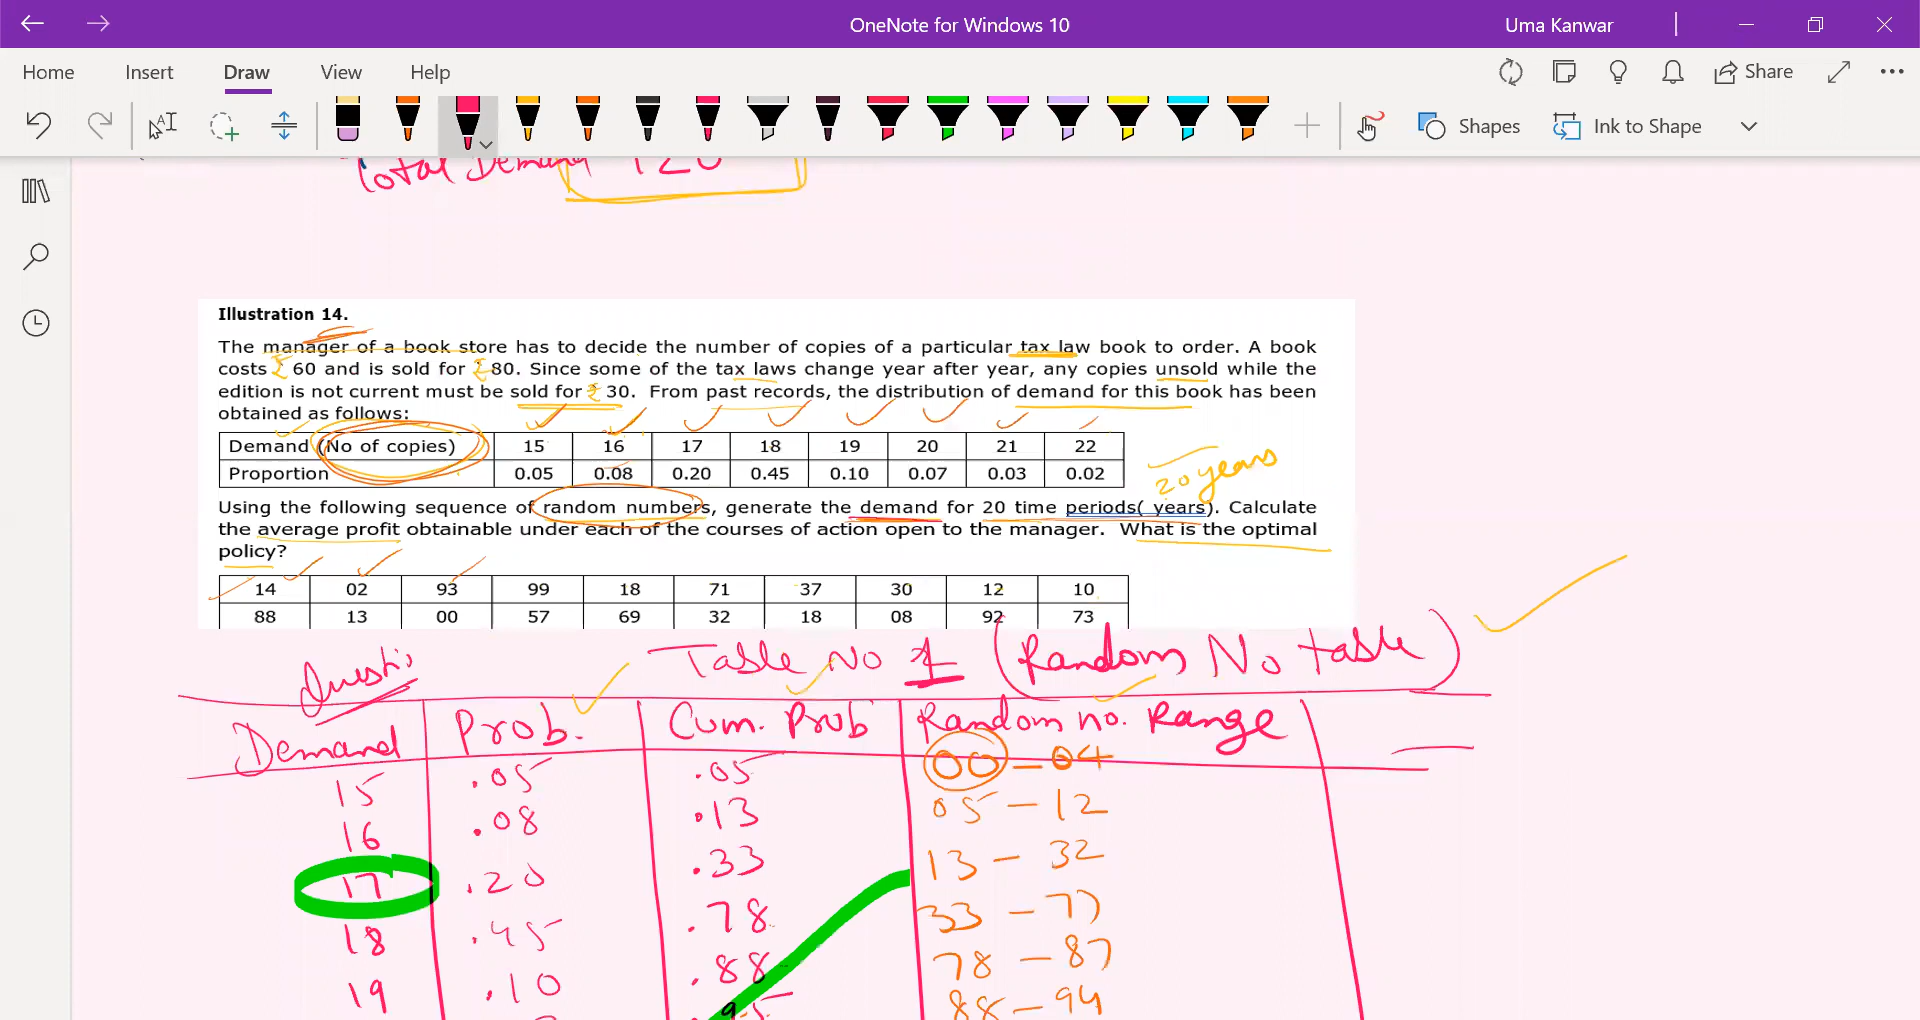 OneNote for Windows 10
Uma Kanwar
Home Insert Draw View Help
Share
Shapes
Ink to Shape
Total Demand 120
Illustration 14.
The manager of a book store has to decide the number of copies of a particular tax law book to order. A book
costs ₹ 60 and is sold for ₹ 80. Since some of the tax laws change year after year, any copies unsold while the
edition is not current must be sold for ₹ 30. From past records, the distribution of demand for this book has been
obtained as follows:
Demand (No of copies) 15 16 17 18 19 20 21 22
Proportion 0.05 0.08 0.20 0.45 0.10 0.07 0.03 0.02
20 years
Using the following sequence of random numbers, generate the demand for 20 time periods( years). Calculate
the average profit obtainable under each of the courses of action open to the manager. What is the optimal
policy?
14 02 93 99 18 71 37 30 12 10
88 13 00 57 69 32 18 08 92 73
Table No 1 (Random No table)
Demand Prob. Cum. Prob Random no. Range
15 .05 .05 00 - 04
16 .08 .13 05 - 12
17 .20 .33 13 - 32
18 .45 .78 33 - 77
19 .10 .88 78 - 87
88 - 94